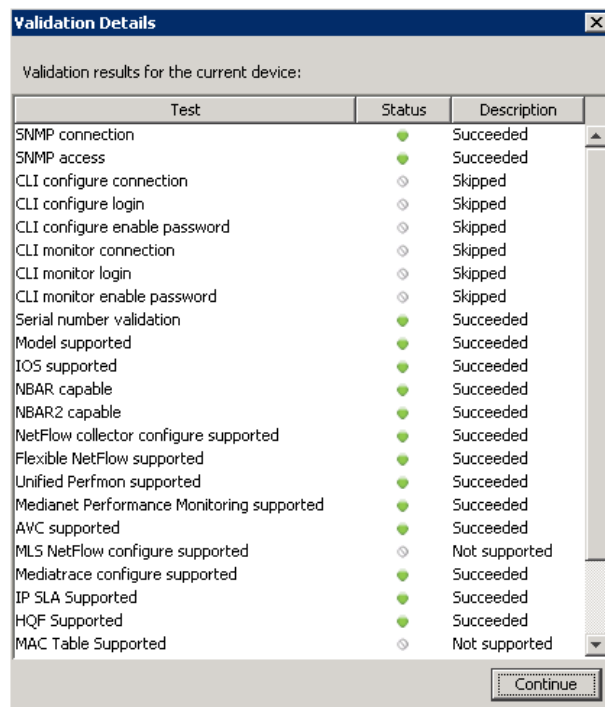 Validation Details
Validation results for the current device:
Test Status Description
SNMP connection Succeeded
SNMP access Succeeded
CLI configure connection Skipped
CLI configure login Skipped
CLI configure enable password Skipped
CLI monitor connection Skipped
CLI monitor login Skipped
CLI monitor enable password Skipped
Serial number validation Succeeded
Model supported Succeeded
IOS supported Succeeded
NBAR capable Succeeded
NBAR2 capable Succeeded
NetFlow collector configure supported Succeeded
Flexible NetFlow supported Succeeded
Unified Perfmon supported Succeeded
Medianet Performance Monitoring supported Succeeded
AVC supported Succeeded
MLS NetFlow configure supported Not supported
Mediatrace configure supported Succeeded
IP SLA Supported Succeeded
HQF Supported Succeeded
MAC Table Supported Not supported
Continue